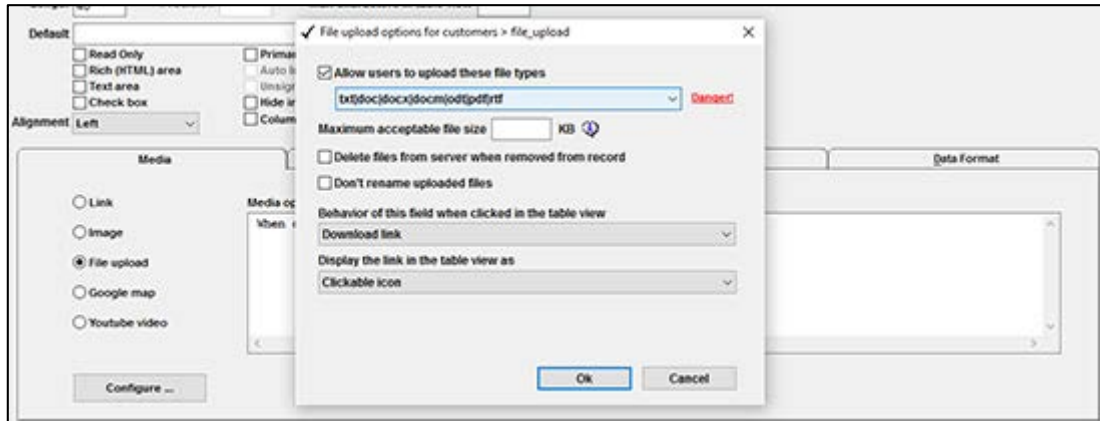 Default
File upload options for customers > file_upload
Read Only
Rich (HTML) area
Text area
Check box
Alignment Left
Allow users to upload these file types
txt|doc|docx|docm|odt|pdf|rtf
Danger!
Maximum acceptable file size KB
Delete files from server when removed from record
Don't rename uploaded files
Behavior of this field when clicked in the table view
Download link
Display the link in the table view as
Clickable icon
Ok Cancel
Media
Data Format
Link
Image
File upload
Google map
Youtube video
Media op
When
Configure ...